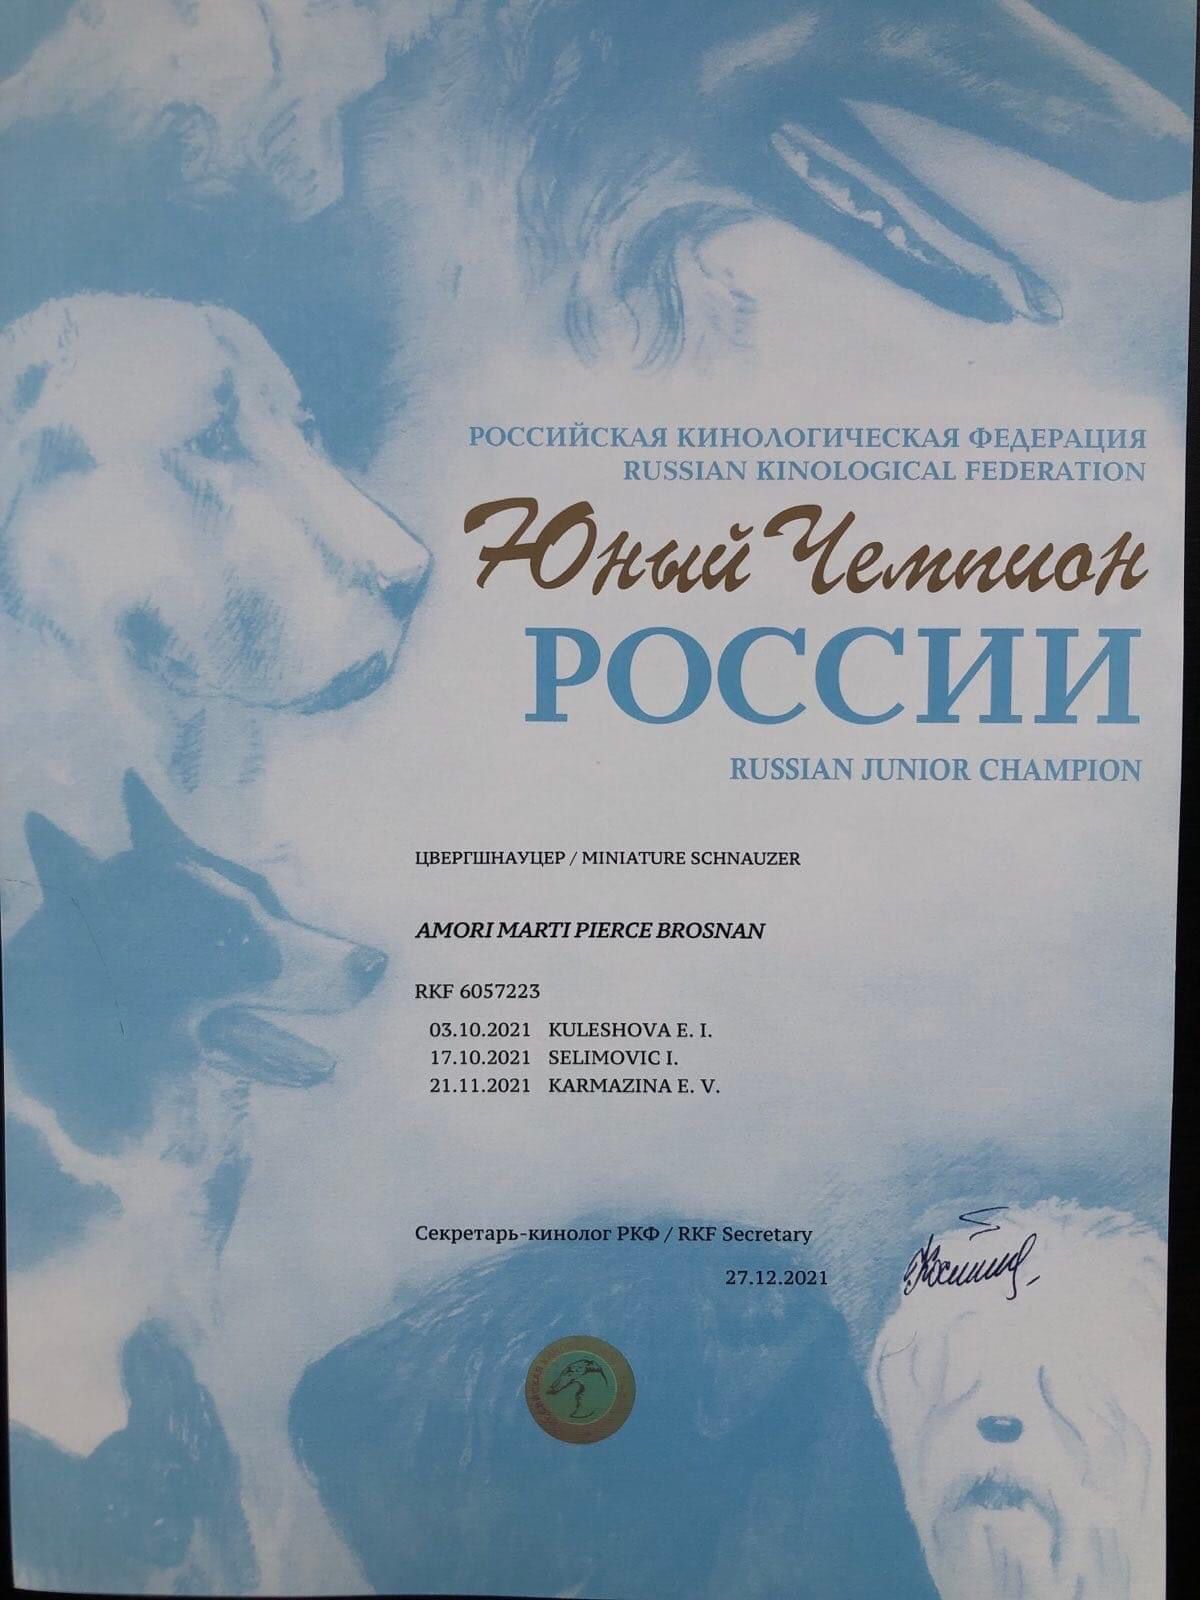 РОССИЙСКАЯ КИНОЛОГИЧЕСКАЯ ФЕДЕРАЦИЯ
RUSSIAN KINOLOGICAL FEDERATION
Юный Чемпион
РОССИИ
RUSSIAN JUNIOR CHAMPION
ЦВЕРГШНАУЦЕР / MINIATURE SCHNAUZER
AMORI MARTI PIERCE BROSNAN
RKF 6057223
03.10.2021 KULESHOVA E. I.
17.10.2021 SELIMOVIC I.
21.11.2021 KARMAZINA E. V.
Секретарь-кинолог РКФ / RKF Secretary
27.12.2021